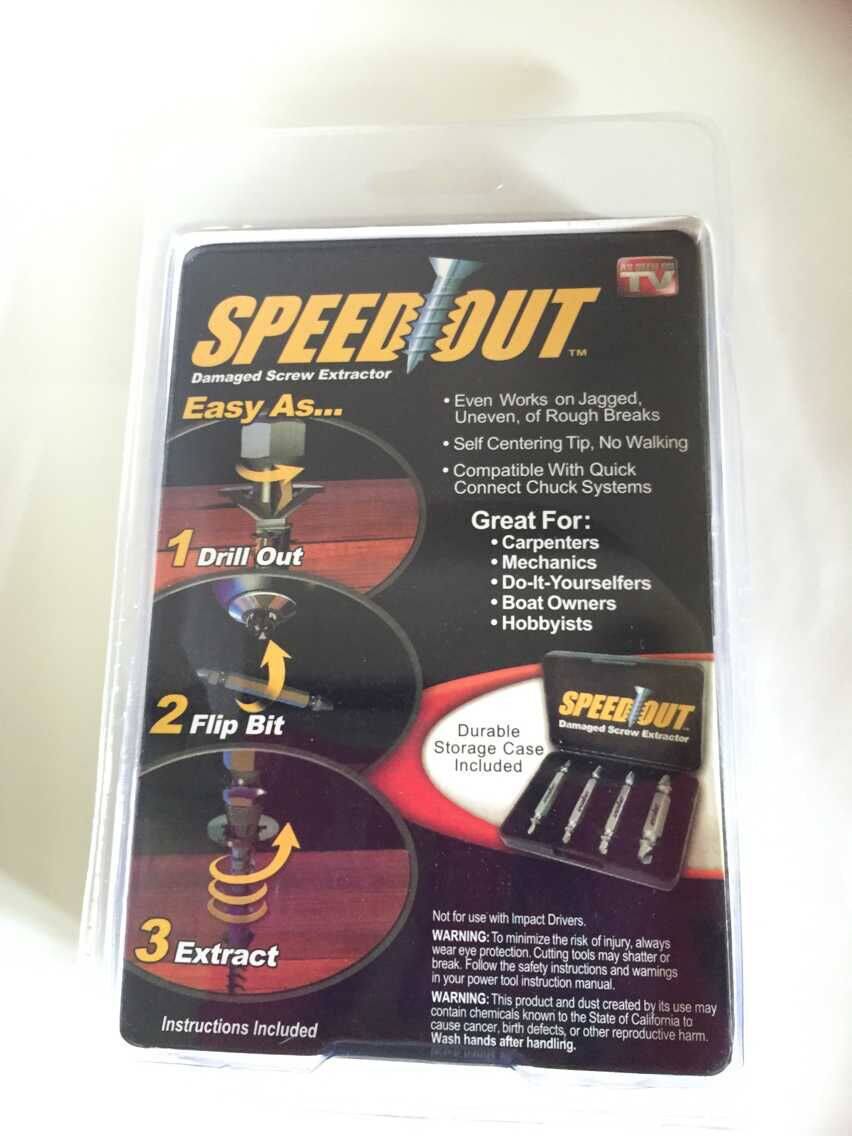 AS SEEN ON
TV
SPEED OUT™
Damaged Screw Extractor
Easy As...
1 Drill Out
2 Flip Bit
3 Extract
Instructions Included
• Even Works on Jagged,
Uneven, of Rough Breaks
• Self Centering Tip, No Walking
• Compatible With Quick
Connect Chuck Systems
Great For:
• Carpenters
• Mechanics
• Do-It-Yourselfers
• Boat Owners
• Hobbyists
Durable
Storage Case
Included
SPEED OUT
Damaged Screw Extractor
Not for use with Impact Drivers.
WARNING: To minimize the risk of injury, always
wear eye protection. Cutting tools may shatter or
break. Follow the safety instructions and warnings
in your power tool instruction manual.
WARNING: This product and dust created by its use may
contain chemicals known to the State of California to
cause cancer, birth defects, or other reproductive harm.
Wash hands after handling.